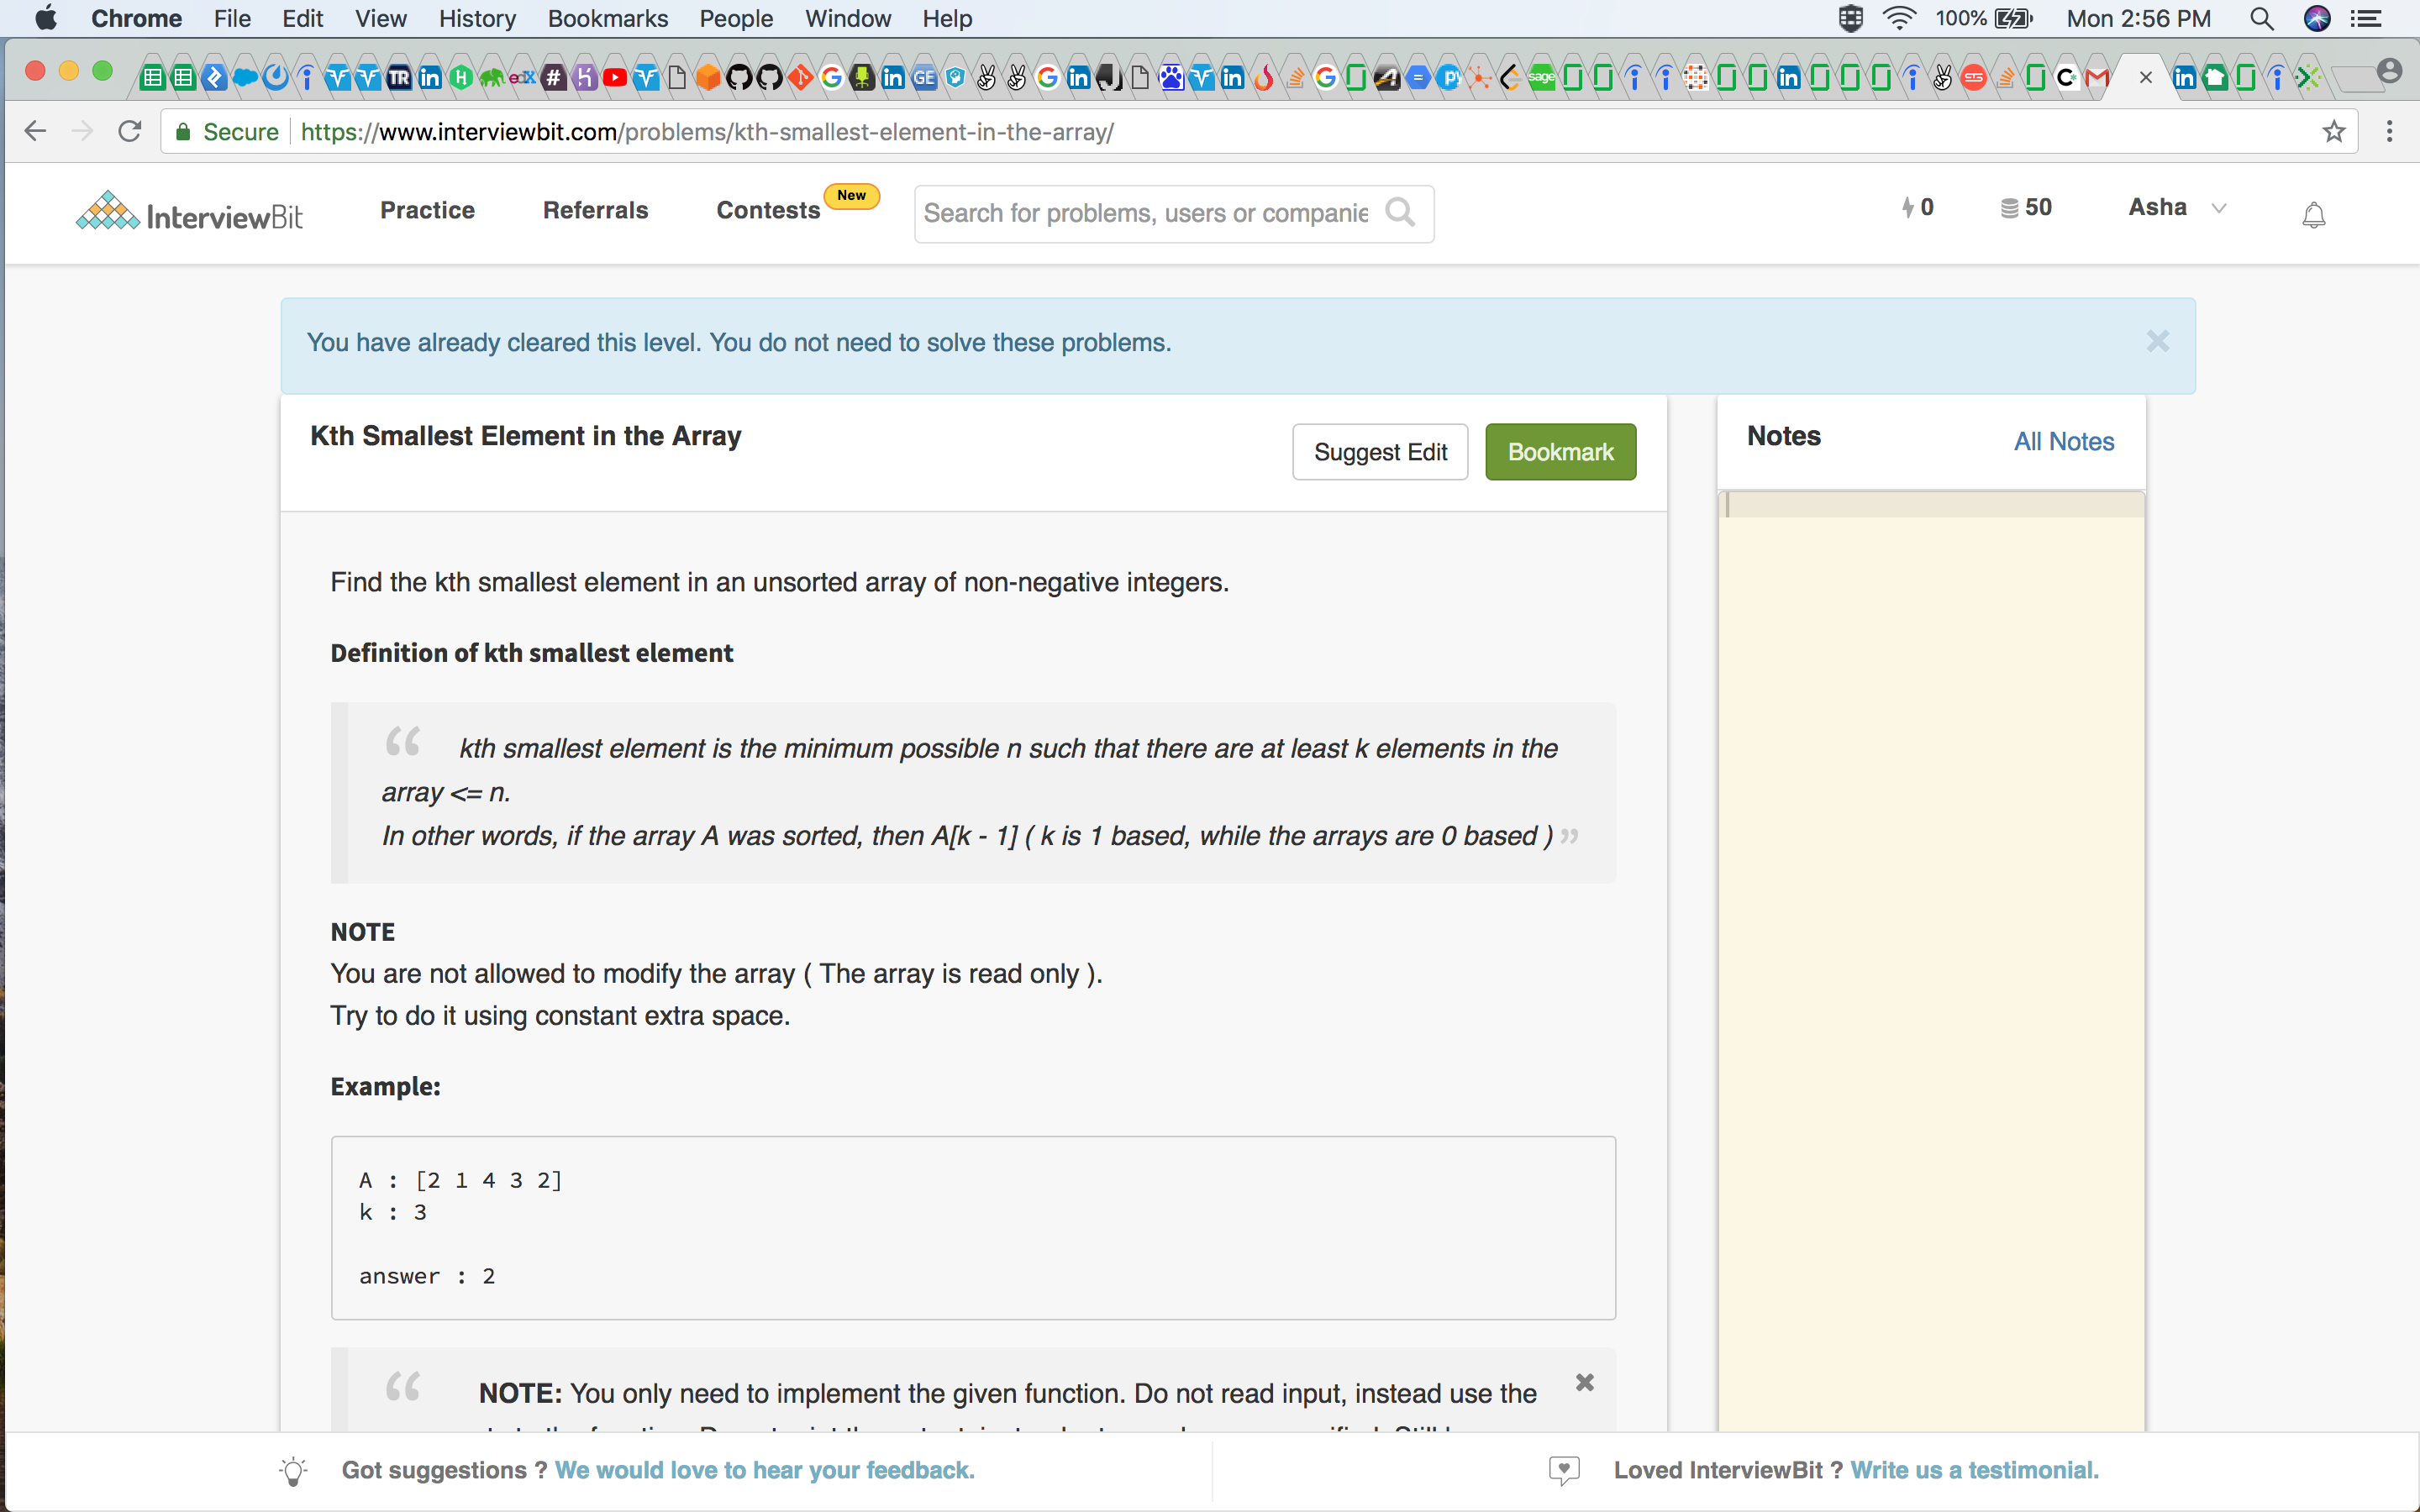 Chrome File Edit View History Bookmarks People Window Help 100% Mon 2:56 PM
Secure https://www.interviewbit.com/problems/kth-smallest-element-in-the-array/
InterviewBit Practice Referrals Contests New Search for problems, users or companie 0 50 Asha
You have already cleared this level. You do not need to solve these problems.
Kth Smallest Element in the Array Suggest Edit Bookmark
Notes All Notes
Find the kth smallest element in an unsorted array of non-negative integers.
Definition of kth smallest element
“ kth smallest element is the minimum possible n such that there are at least k elements in the
array <= n.
In other words, if the array A was sorted, then A[k - 1] ( k is 1 based, while the arrays are 0 based ) ”
NOTE
You are not allowed to modify the array ( The array is read only ).
Try to do it using constant extra space.
Example:
A : [2 1 4 3 2]
k : 3
answer : 2
“ NOTE: You only need to implement the given function. Do not read input, instead use the
Got suggestions ? We would love to hear your feedback.
Loved InterviewBit ? Write us a testimonial.